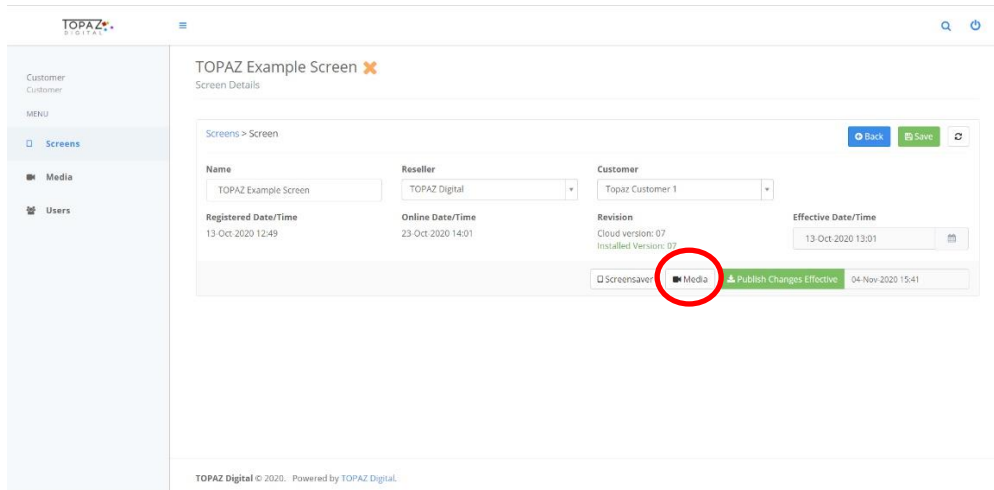 TOPAZ
DIGITAL
Customer
Customer
MENU
Screens
Media
Users
TOPAZ Example Screen
Screen Details
Screens > Screen
Back
Save
Name
Reseller
Customer
TOPAZ Example Screen
TOPAZ Digital
Topaz Customer 1
Registered Date/Time
Online Date/Time
Revision
Effective Date/Time
13-Oct-2020 12:49
23-Oct-2020 14:01
Cloud version: 07
Installed Version: 07
13-Oct-2020 13:01
Screensaver
Media
Publish Changes Effective
04-Nov-2020 15:41
TOPAZ Digital © 2020. Powered by TOPAZ Digital.